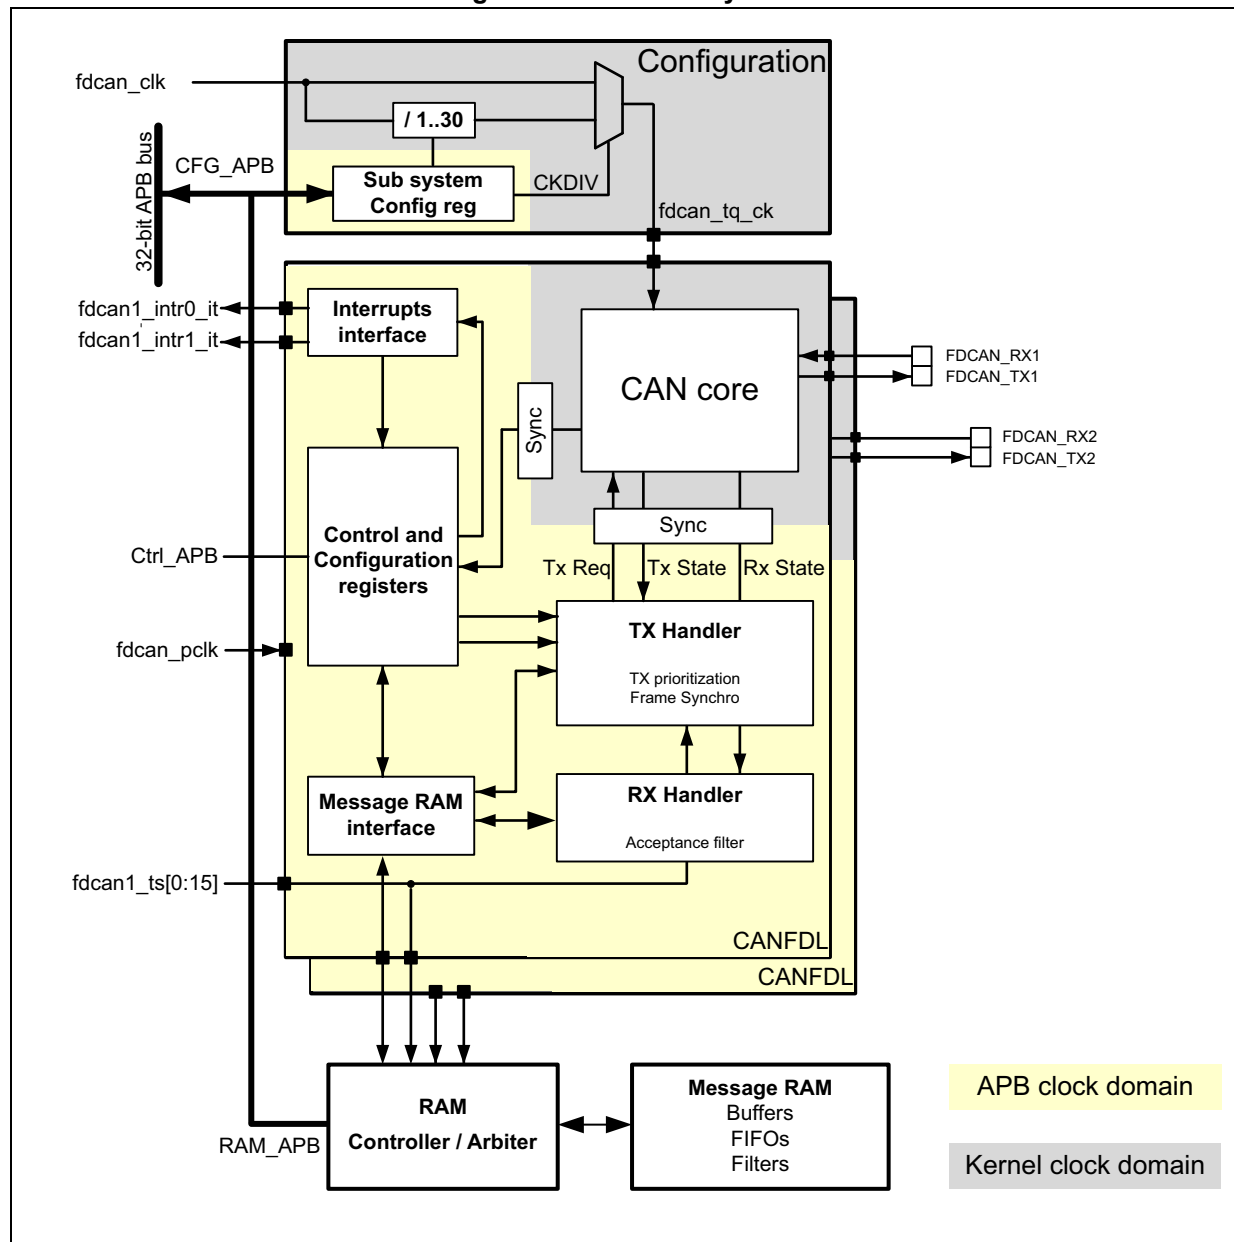 Configuration
fdcan_clk
/ 1..30
32-bit APB bus
CFG_APB
Sub system
Config reg
CKDIV
fdcan_tq_ck
fdcan1_intr0_it
fdcan1_intr1_it
Interrupts
interface
CAN core
FDCAN_RX1
FDCAN_TX1
FDCAN_RX2
FDCAN_TX2
Sync
Sync
Control and
Configuration
registers
Ctrl_APB
Tx Req
Tx State
Rx State
fdcan_pclk
TX Handler
TX prioritization
Frame Synchro
Message RAM
interface
RX Handler
Acceptance filter
fdcan1_ts[0:15]
CANFDL
CANFDL
RAM
Controller / Arbiter
RAM_APB
Message RAM
Buffers
FIFOs
Filters
APB clock domain
Kernel clock domain